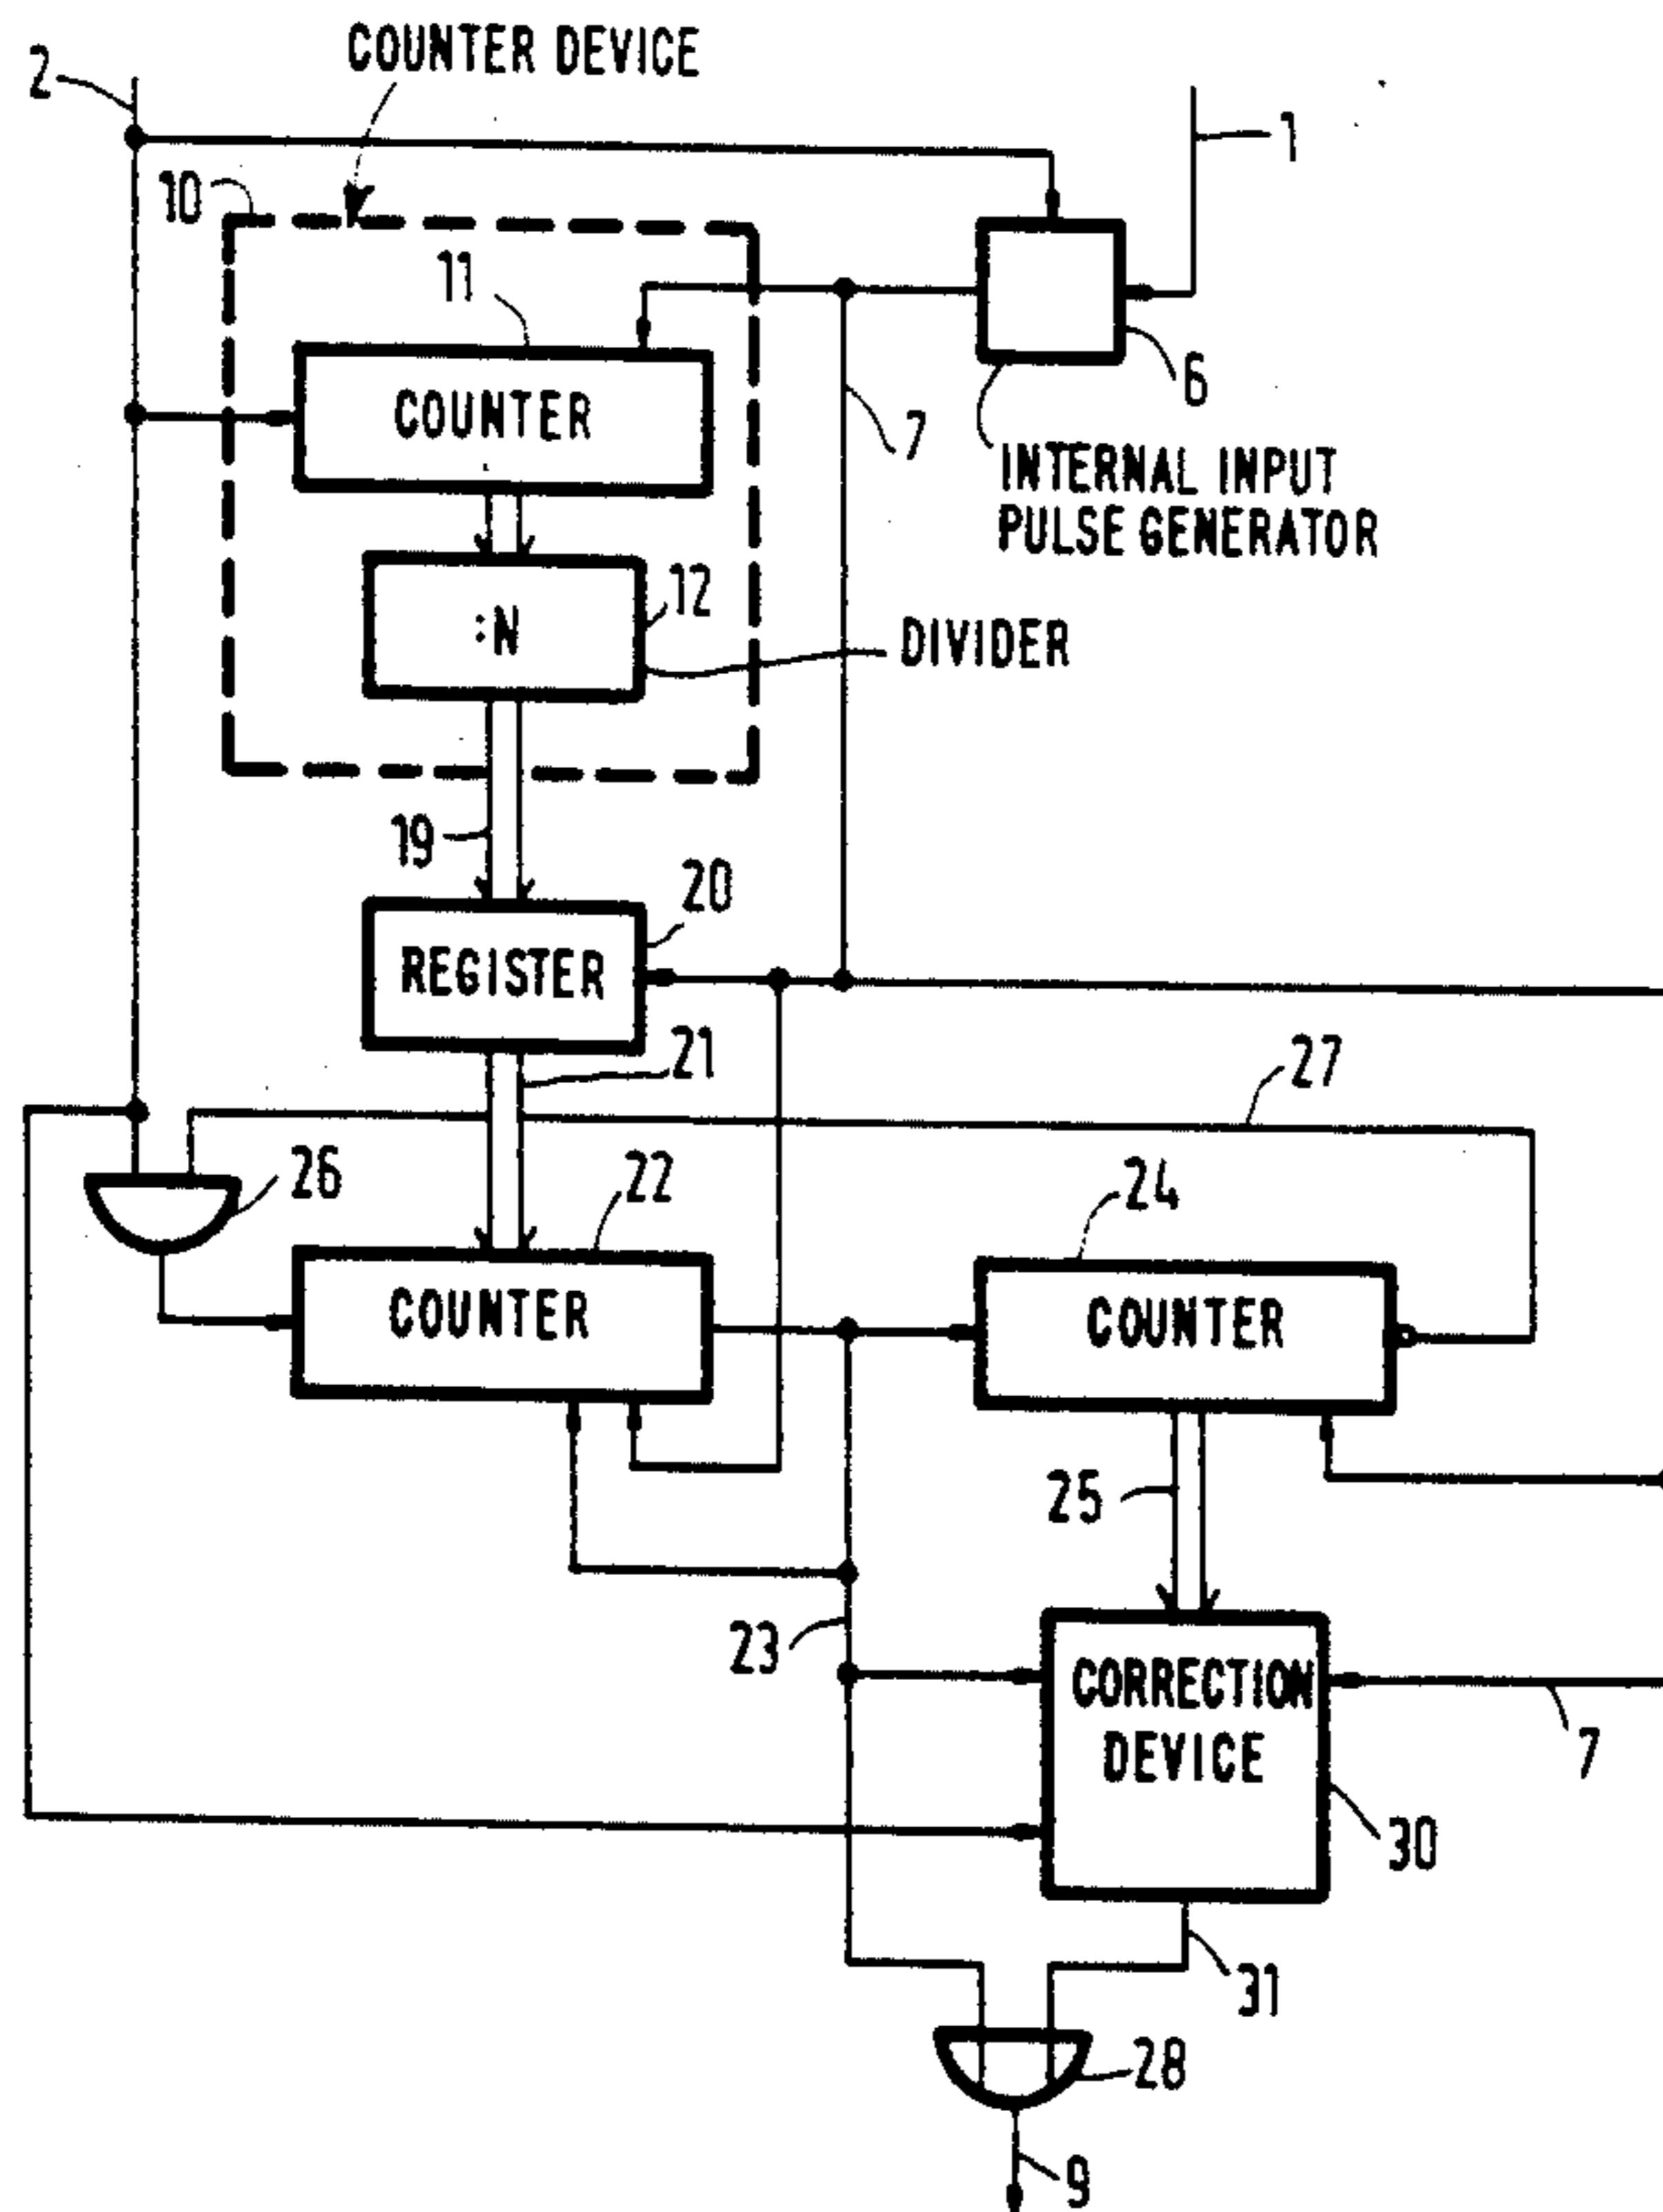 COUNTER DEVICE
2
1
10
11
COUNTER
6
7
INTERNAL INPUT
PULSE GENERATOR
12
:N
DIVIDER
19
20
REGISTER
21
27
26
22
24
COUNTER
COUNTER
25
23
CORRECTION
DEVICE
7
30
31
28
9